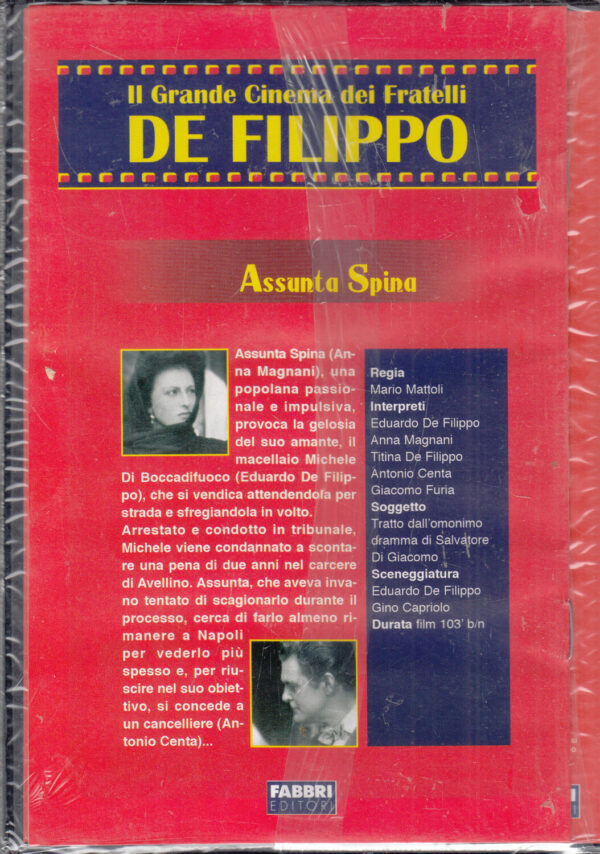 Il Grande Cinema dei Fratelli
DE FILIPPO
Assunta Spina
Assunta Spina (An-
na Magnani), una
popolana passio-
nale e impulsiva,
provoca la gelosia
del suo amante, il
macellaio Michele
Di Boccadifuoco (Eduardo De Filip-
po), che si vendica attendendola per
strada e sfregiandola in volto.
Arrestato e condotto in tribunale,
Michele viene condannato a sconta-
re una pena di due anni nel carcere
di Avellino. Assunta, che aveva inva-
no tentato di scagionarlo durante il
processo, cerca di farlo almeno ri-
manere a Napoli
per vederlo più
spesso e, per riu-
scire nel suo obiet-
tivo, si concede a
un cancelliere (An-
tonio Centa)...
Regia
Mario Mattoli
Interpreti
Eduardo De Filippo
Anna Magnani
Titina De Filippo
Antonio Centa
Giacomo Furia
Soggetto
Tratto dall'omonimo
dramma di Salvatore
Di Giacomo
Sceneggiatura
Eduardo De Filippo
Gino Capriolo
Durata film 103' b/n
FABBRI
EDITORI